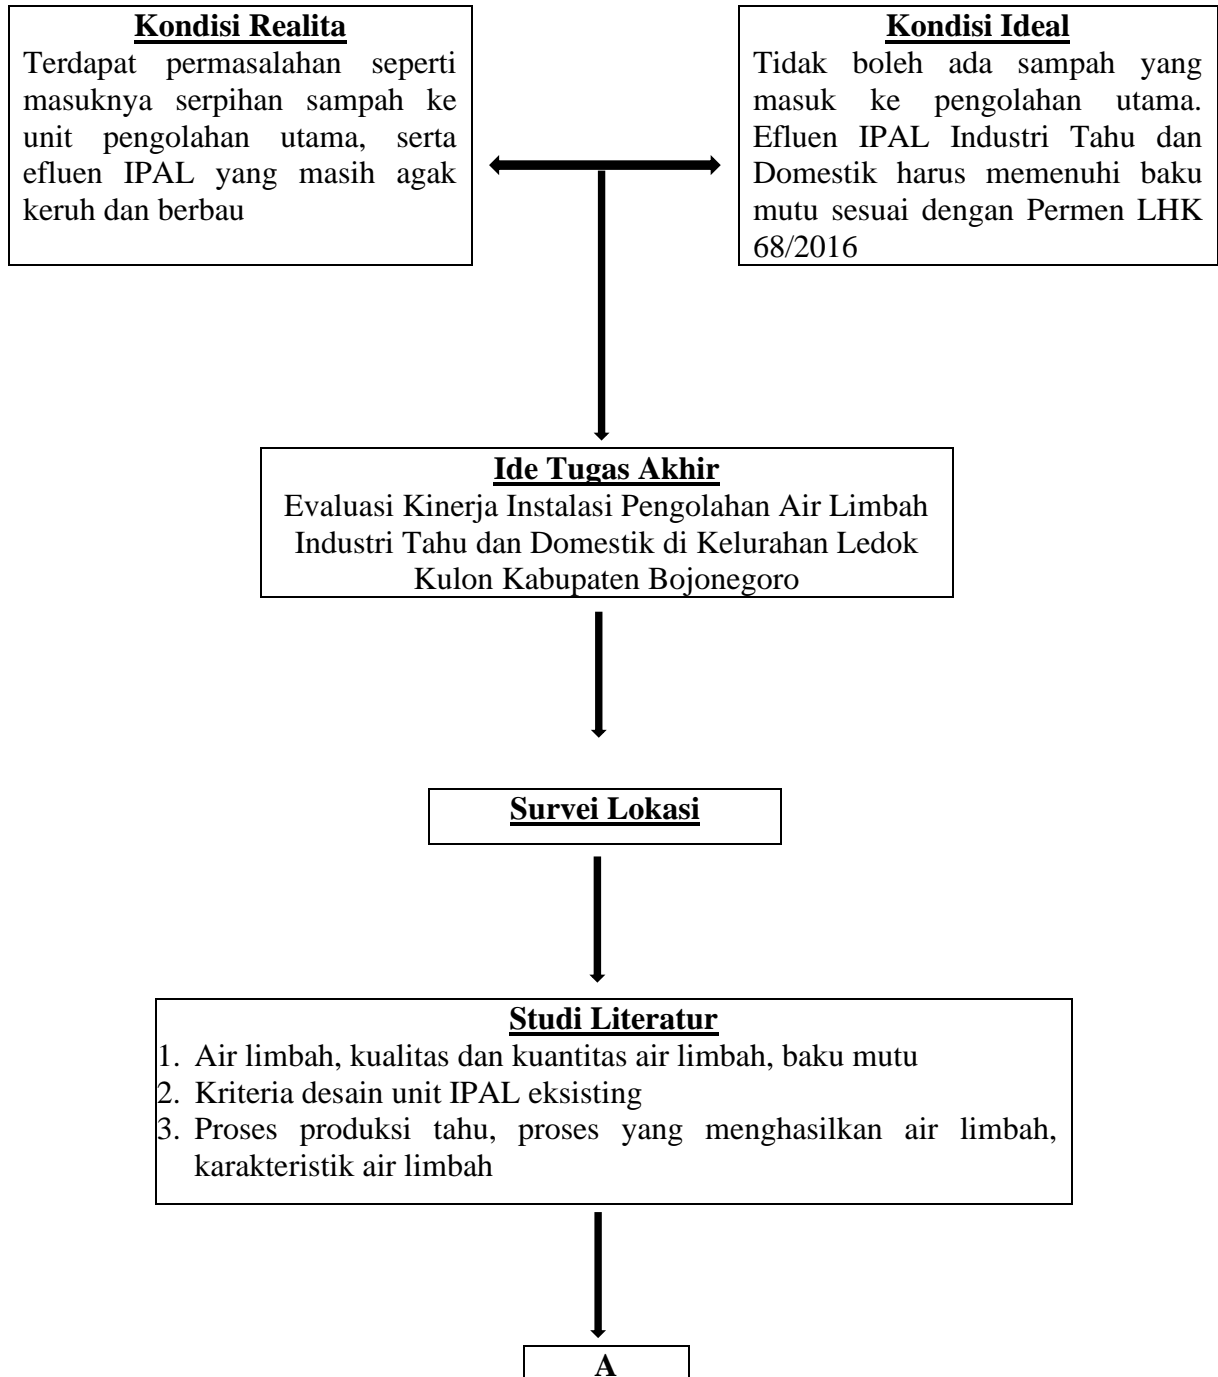 Kondisi Realita
Terdapat permasalahan seperti
masuknya serpihan sampah ke
unit pengolahan utama, serta
efluen IPAL yang masih agak
keruh dan berbau
Kondisi Ideal
Tidak boleh ada sampah yang
masuk ke pengolahan utama.
Efluen IPAL Industri Tahu dan
Domestik harus memenuhi baku
mutu sesuai dengan Permen LHK
68/2016
Ide Tugas Akhir
Evaluasi Kinerja Instalasi Pengolahan Air Limbah
Industri Tahu dan Domestik di Kelurahan Ledok
Kulon Kabupaten Bojonegoro
Survei Lokasi
Studi Literatur
1. Air limbah, kualitas dan kuantitas air limbah, baku mutu
2. Kriteria desain unit IPAL eksisting
3. Proses produksi tahu, proses yang menghasilkan air limbah,
karakteristik air limbah
A